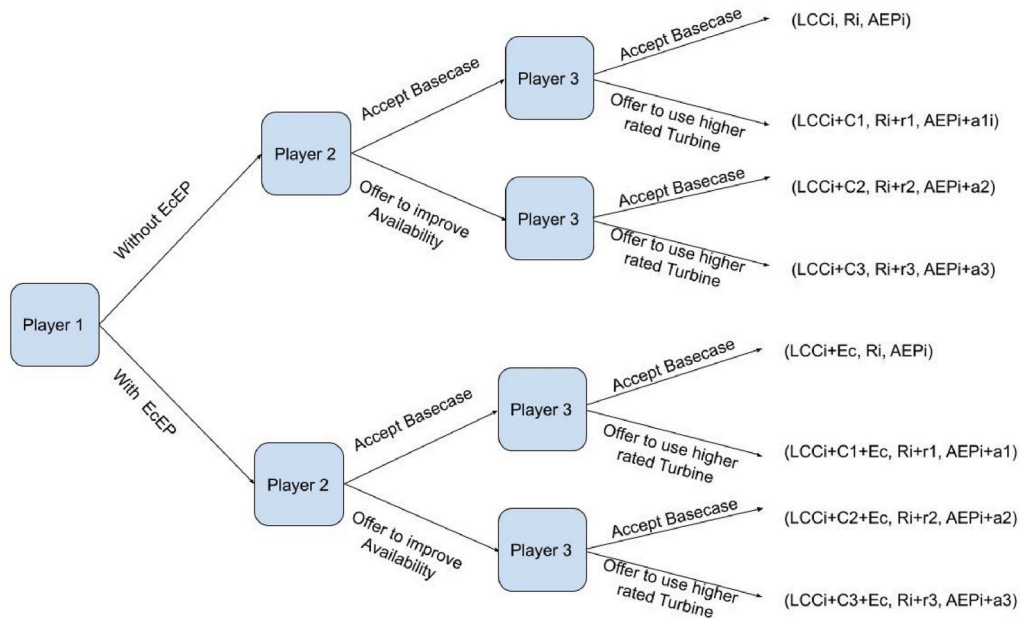 Player 1
Without EcEP
With EcEP
Player 2
Accept Basecase
Offer to improve
Availability
Player 3
Accept Basecase
(LCCi, Ri, AEPi)
Offer to use higher
rated Turbine
(LCCi+C1, Ri+r1, AEPi+a1i)
Player 3
Accept Basecase
(LCCi+C2, Ri+r2, AEPi+a2)
Offer to use higher
rated Turbine
(LCCi+C3, Ri+r3, AEPi+a3)
Player 2
Accept Basecase
Offer to improve
Availability
Player 3
Accept Basecase
(LCCi+Ec, Ri, AEPi)
Offer to use higher
rated Turbine
(LCCi+C1+Ec, Ri+r1, AEPi+a1)
Player 3
Accept Basecase
(LCCi+C2+Ec, Ri+r2, AEPi+a2)
Offer to use higher
rated Turbine
(LCCi+C3+Ec, Ri+r3, AEPi+a3)